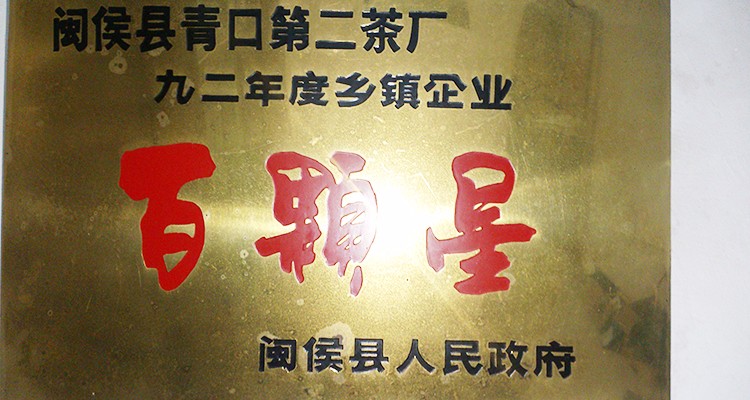 闽侯县青口第二茶厂
九二年度乡镇企业
百颗星
闽侯县人民政府